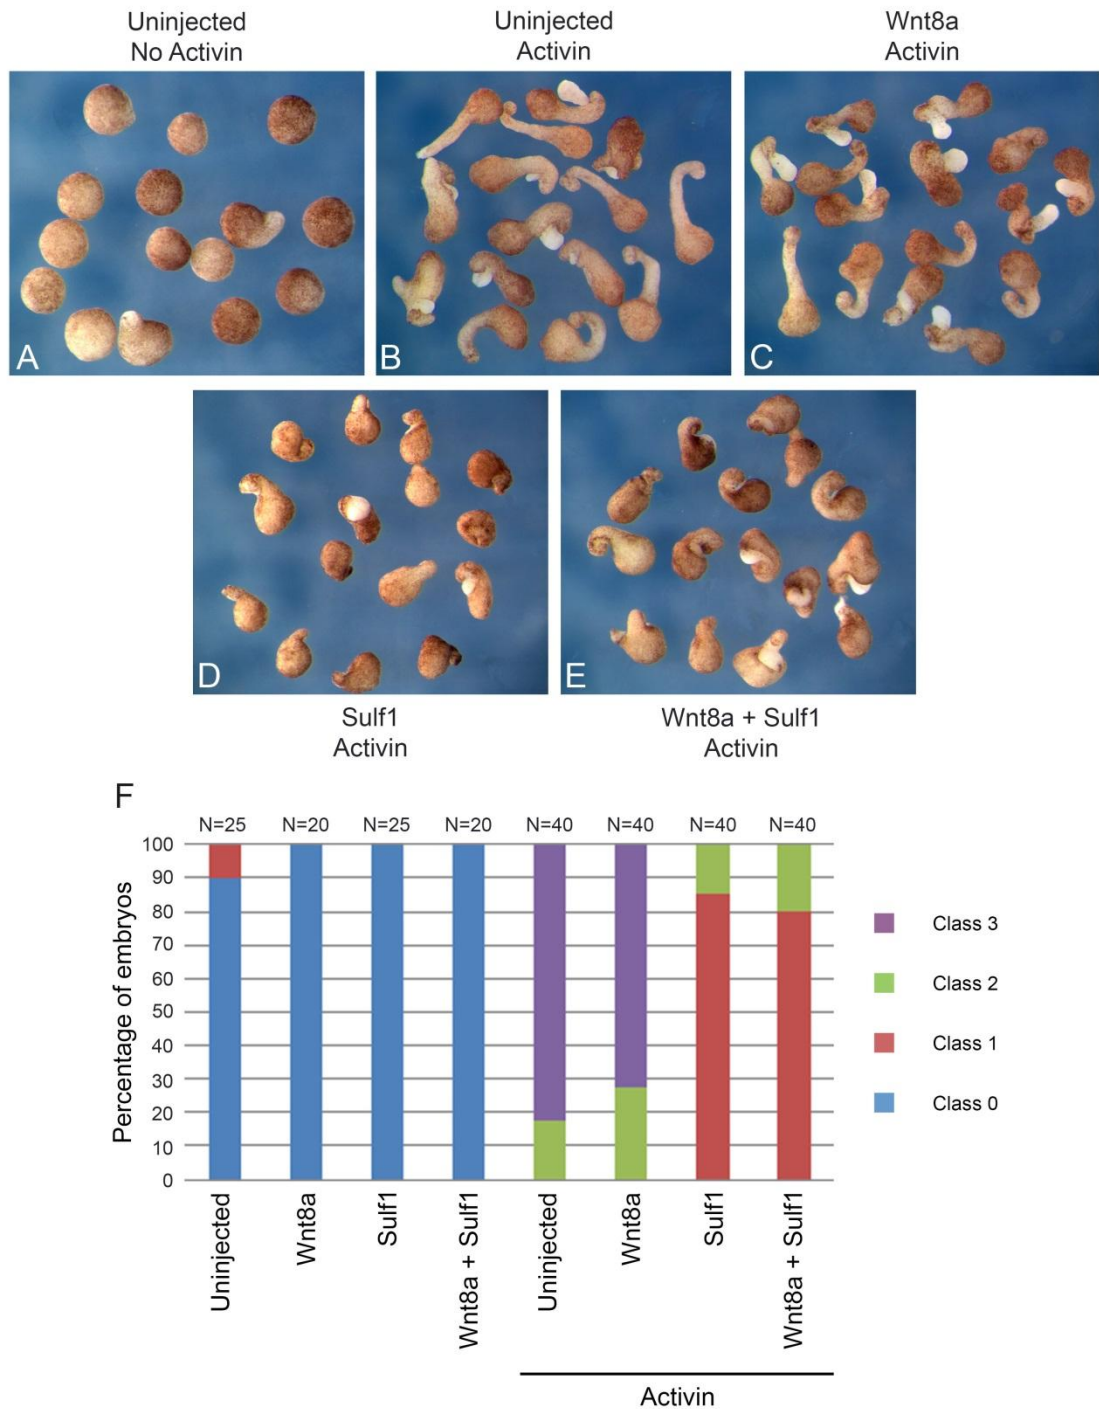 Uninjected
No Activin
Uninjected
Activin
Wnt8a
Activin
A
B
C
D
E
Sulf1
Activin
Wnt8a + Sulf1
Activin
F
N=25 N=20 N=25 N=20 N=40 N=40 N=40 N=40
Percentage of embryos
100
90
80
70
60
50
40
30
20
10
0
Class 3
Class 2
Class 1
Class 0
Uninjected
Wnt8a
Sulf1
Wnt8a + Sulf1
Uninjected
Wnt8a
Sulf1
Wnt8a + Sulf1
Activin